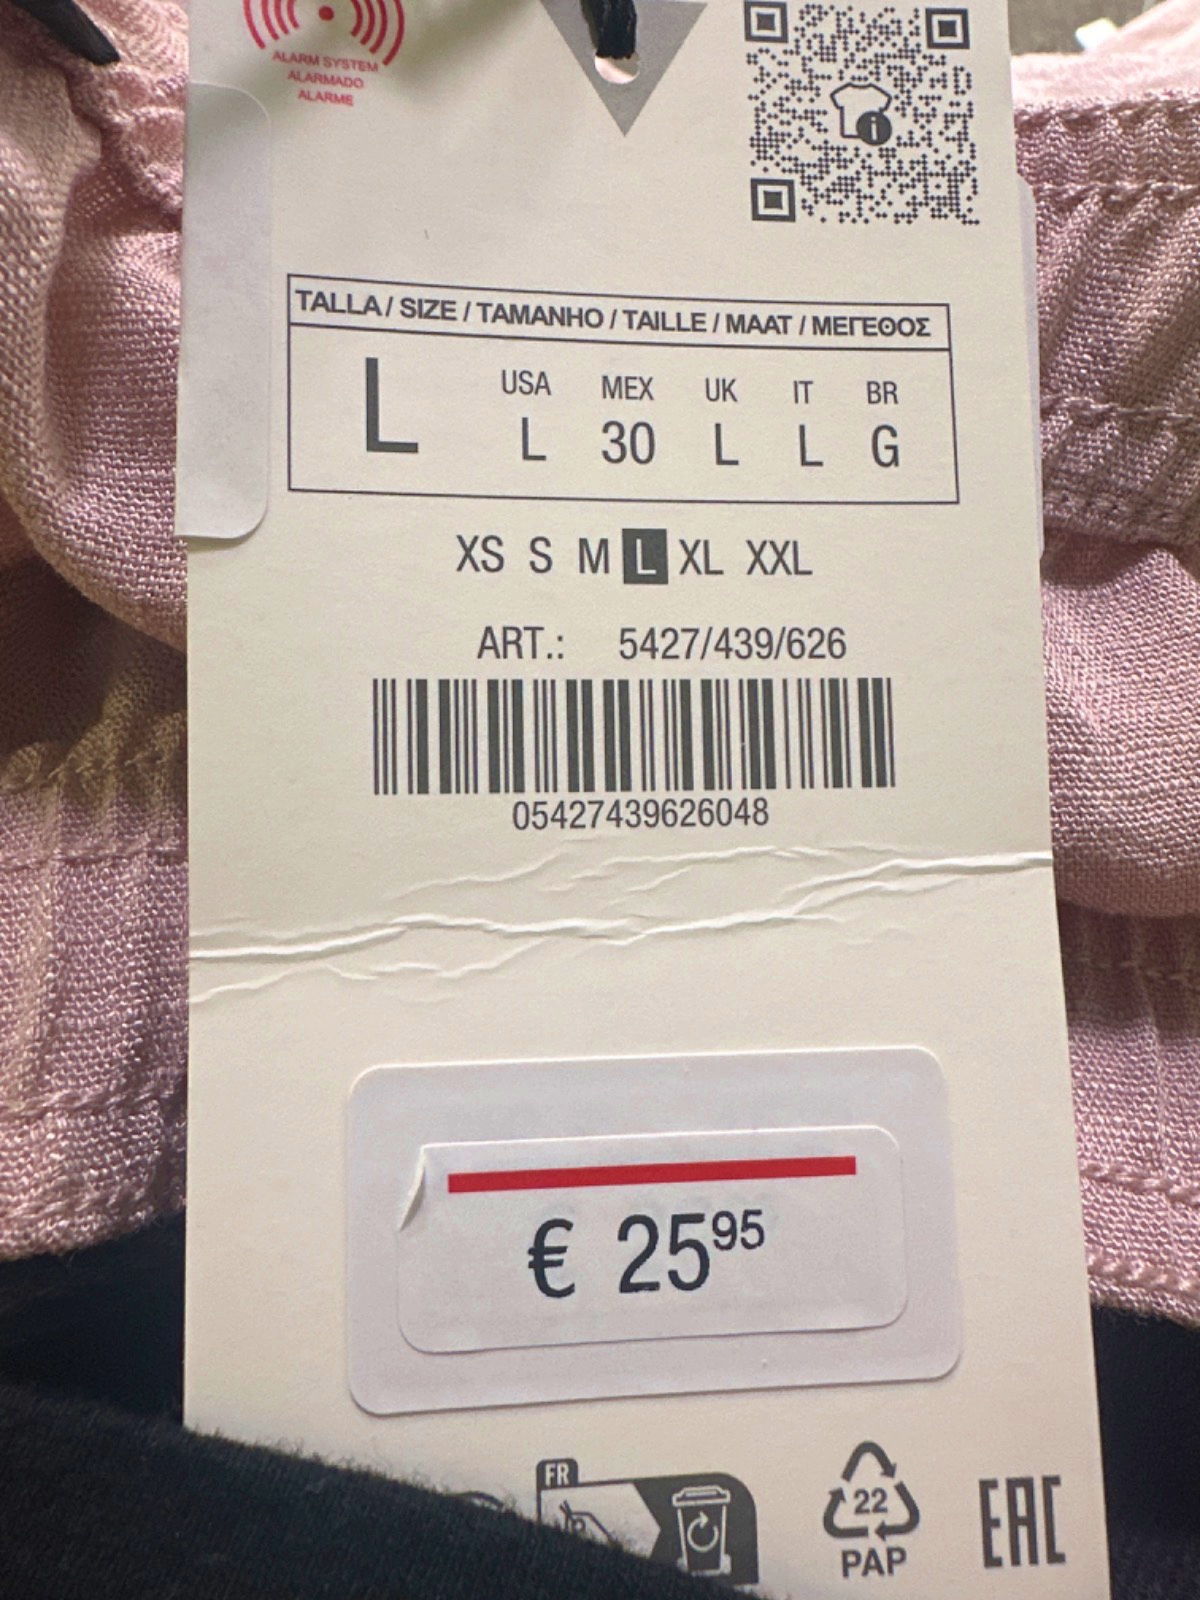 ALARM SYSTEM
ALARMADO
ALARME
i
TALLA / SIZE / TAMANHO / TAILLE / MAAT / ΜΕΓΕΘΟΣ
L
USA MEX UK IT BR
L 30 L L G
XS S M L XL XXL
ART.: 5427/439/626
05427439626048
€ 25⁹⁵
FR
22
PAP
EAC